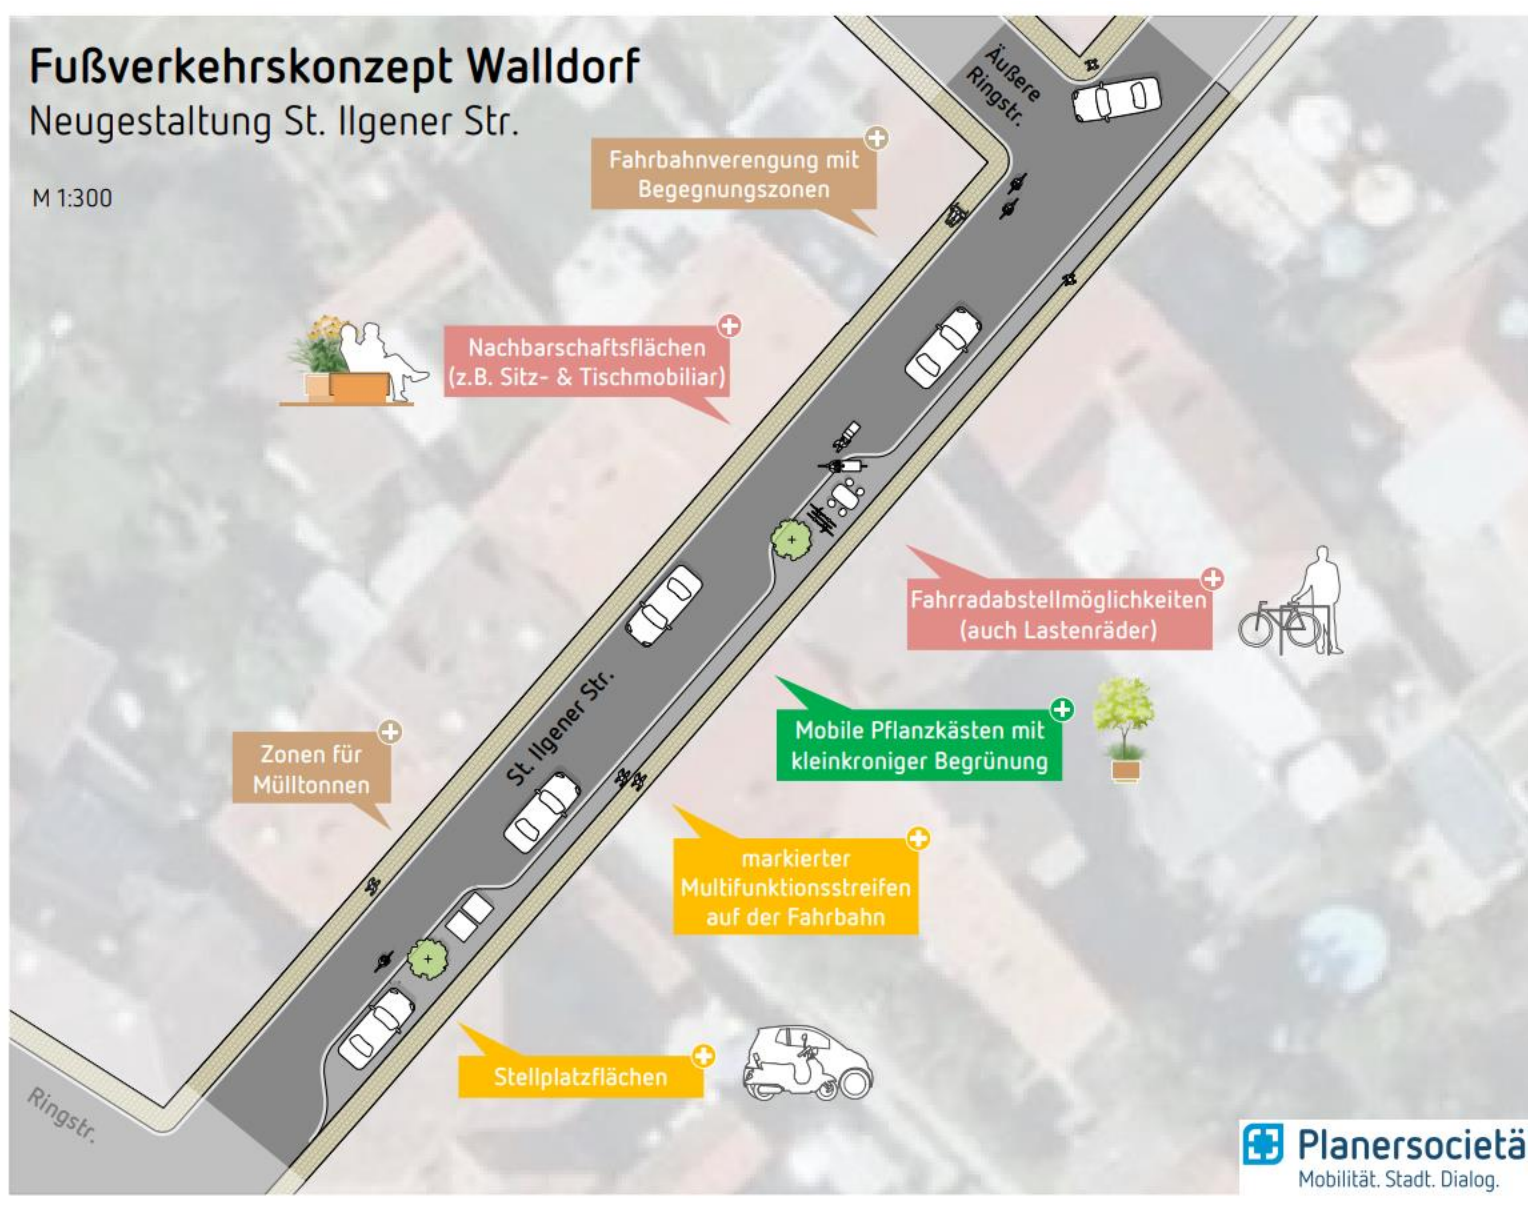 Fußverkehrskonzept Walldorf
Neugestaltung St. Ilgener Str.
M 1:300
Äußere
Ringstr.
Fahrbahnverengung mit
Begegnungszonen
Nachbarschaftsflächen
(z.B. Sitz- & Tischmobiliar)
Fahrradabstellmöglichkeiten
(auch Lastenräder)
St. Ilgener Str.
Mobile Pflanzkästen mit
kleinkroniger Begrünung
Zonen für
Mülltonnen
markierter
Multifunktionsstreifen
auf der Fahrbahn
Stellplatzflächen
Ringstr.
Planersocietä
Mobilität. Stadt. Dialog.